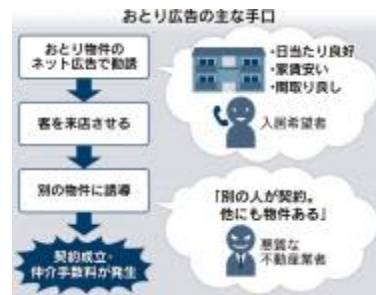 おとり広告の主な手口
おとり物件の
ネット広告で勧誘
・日当たり良好
・家賃安い
・間取り良し
入居希望者
客を来店させる
別の物件に誘導
「別の人が契約。
他にも物件ある」
悪質な
不動産業者
契約成立・
仲介手数料が発生